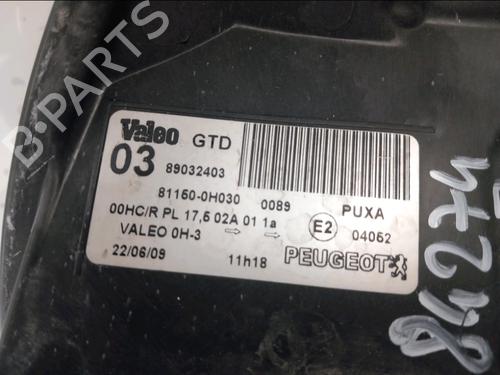 B-PARTS
Valeo GTD
03 89032403
81150-0H030 0089 PUXA
00HC/R PL 17,5 02A 01 1a E2 04052
VALEO 0H-3
22/06/09 11h18 PEUGEOT
84274